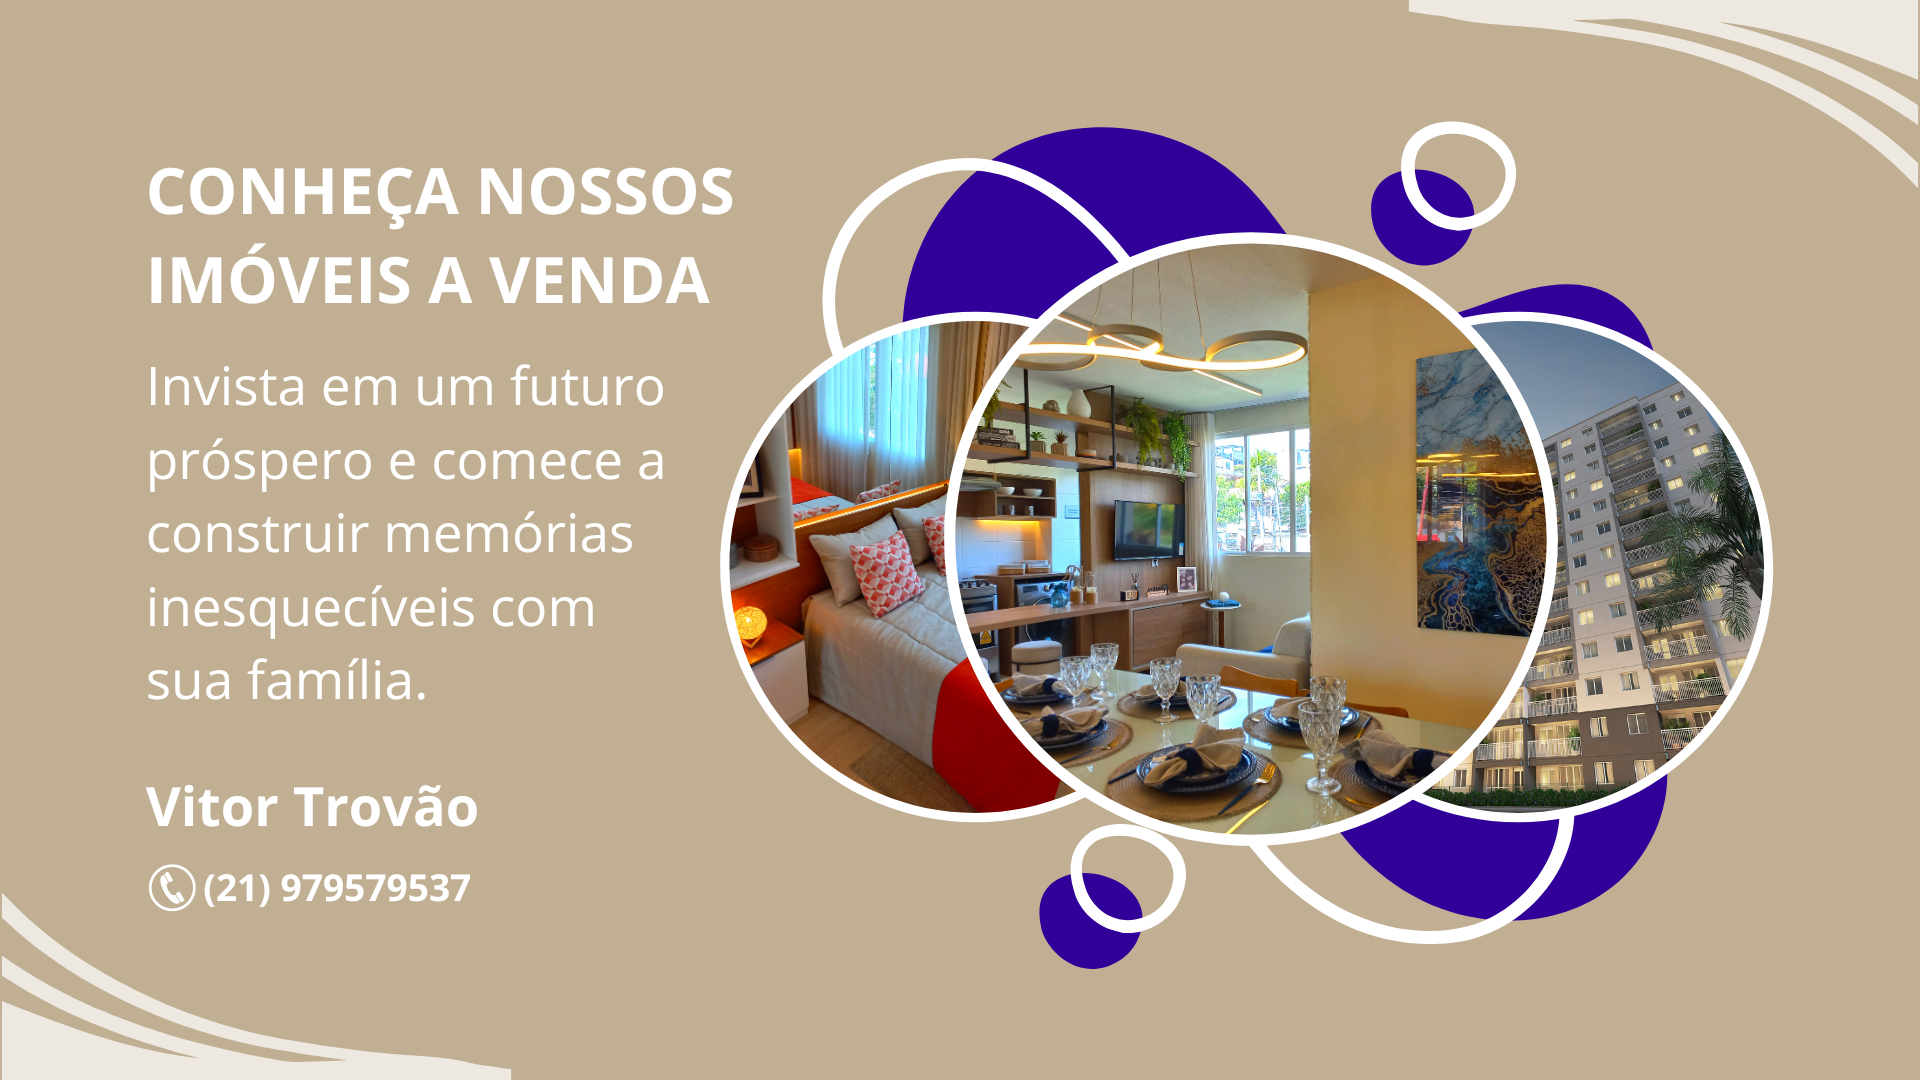 CONHEÇA NOSSOS
IMÓVEIS A VENDA
Invista em um futuro
próspero e comece a
construir memórias
inesquecíveis com
sua família.
Vitor Trovão
(21) 979579537